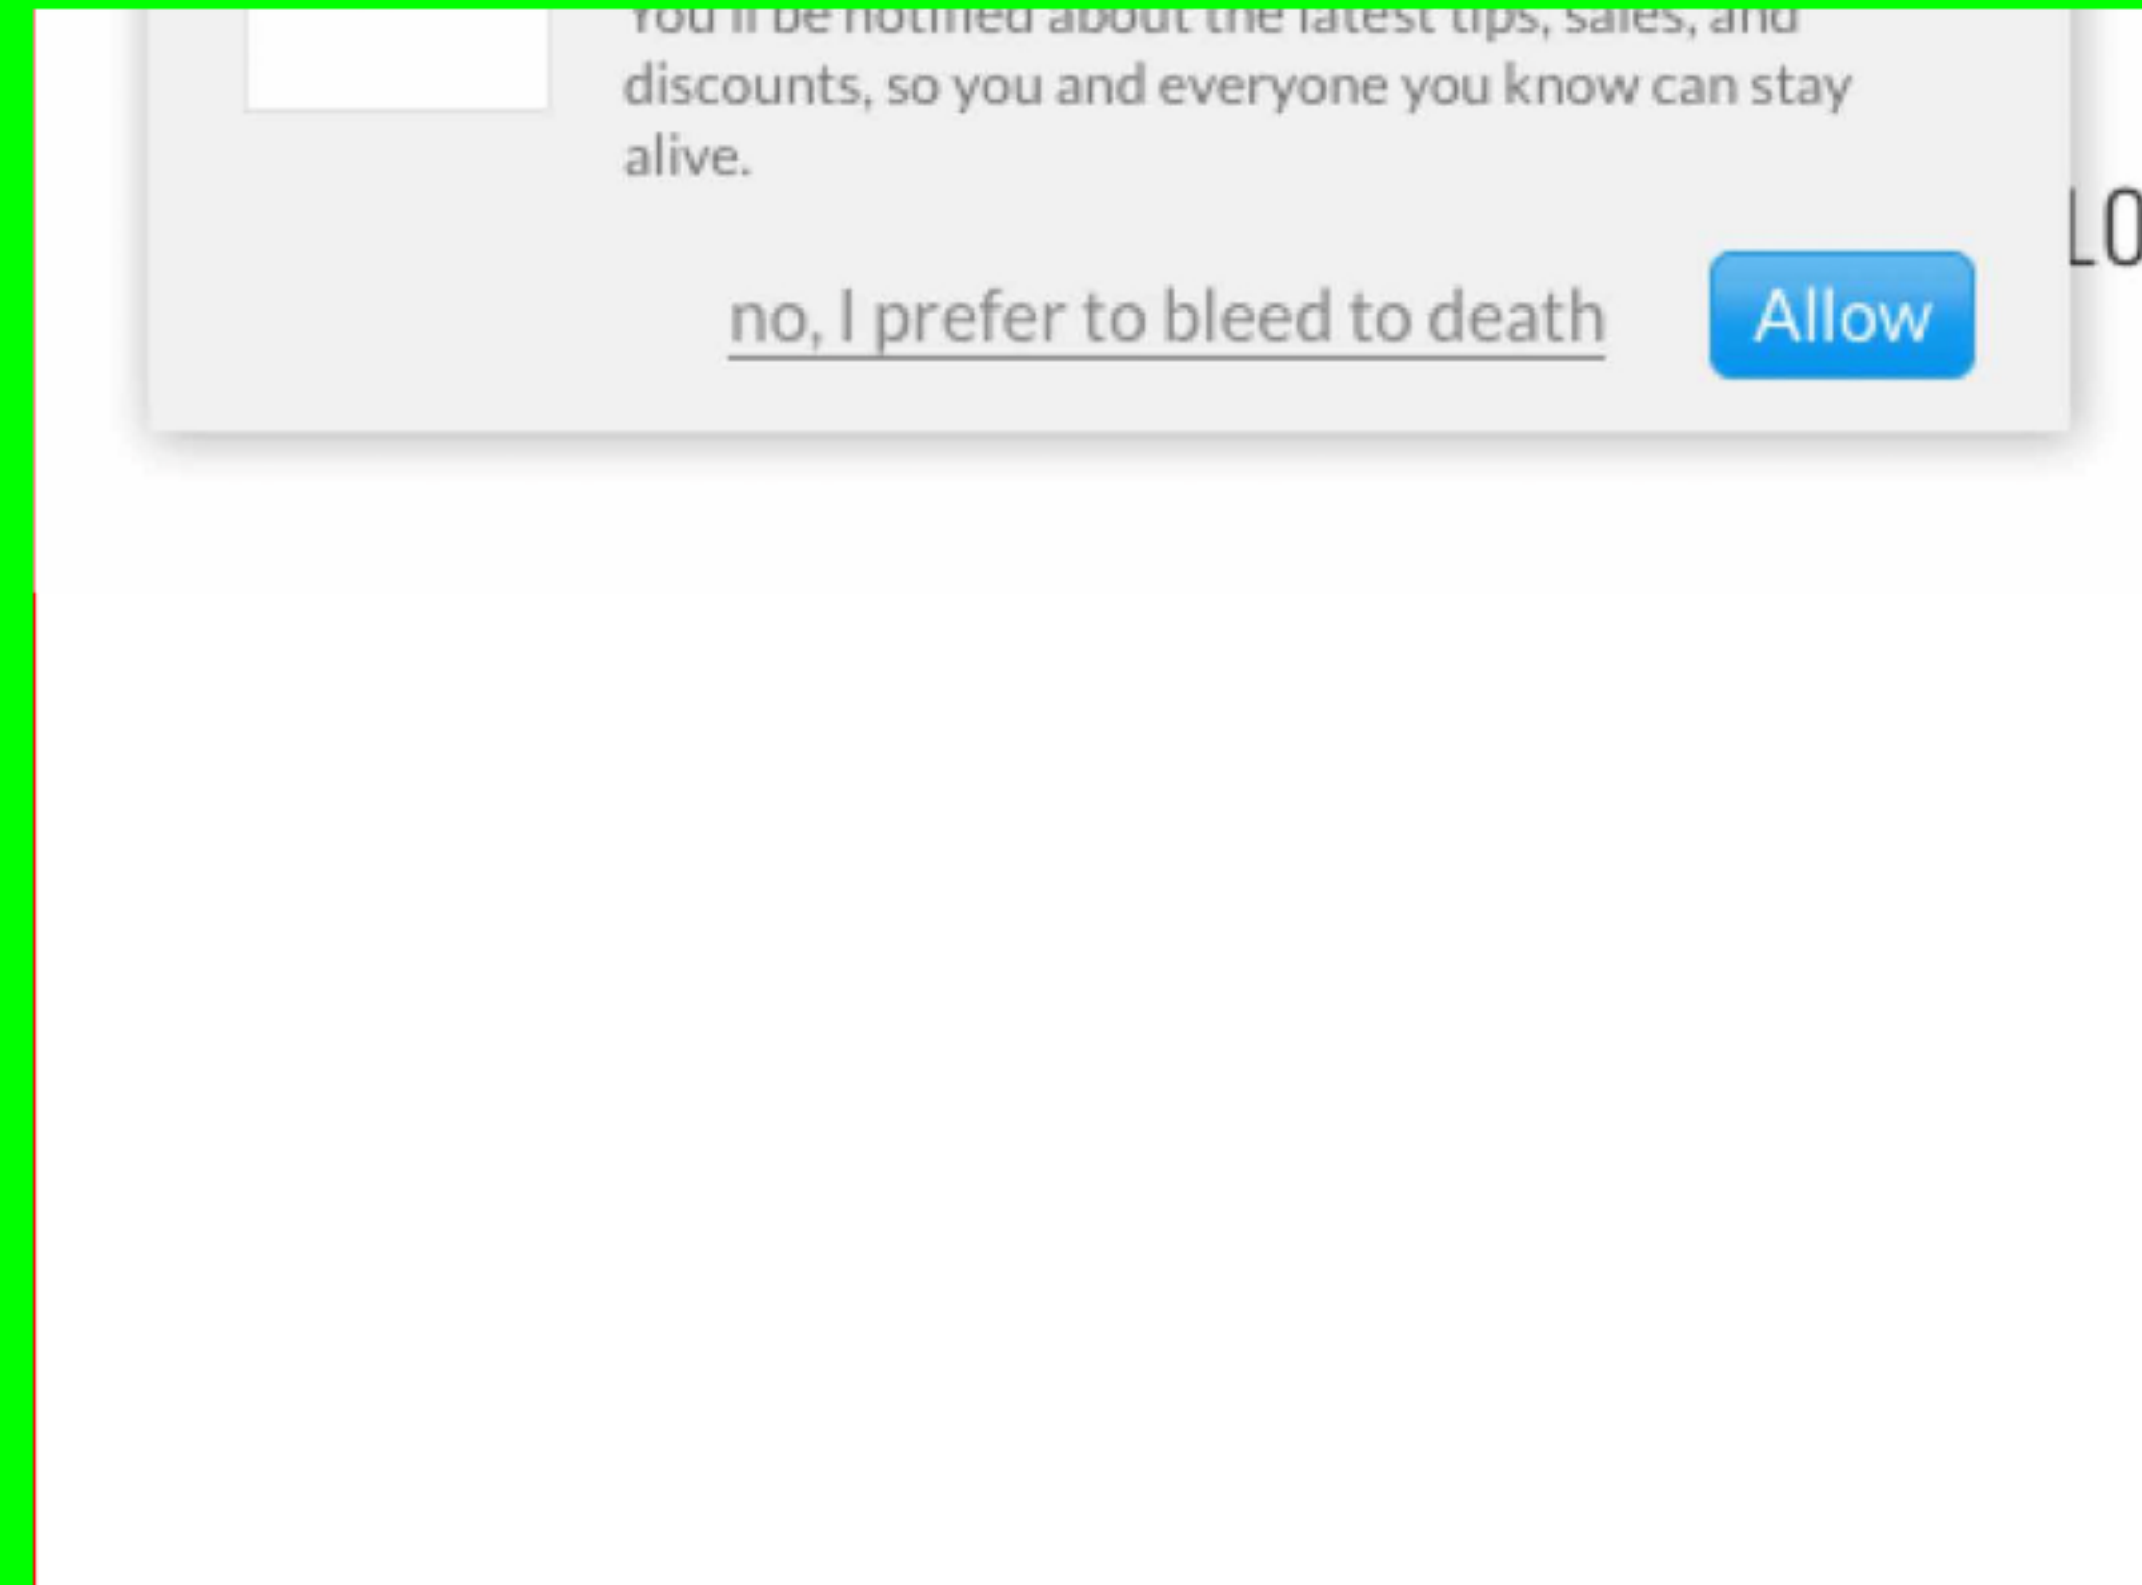 You'll be notified about the latest tips, sales, and
discounts, so you and everyone you know can stay
alive.
LO
no, I prefer to bleed to death
Allow